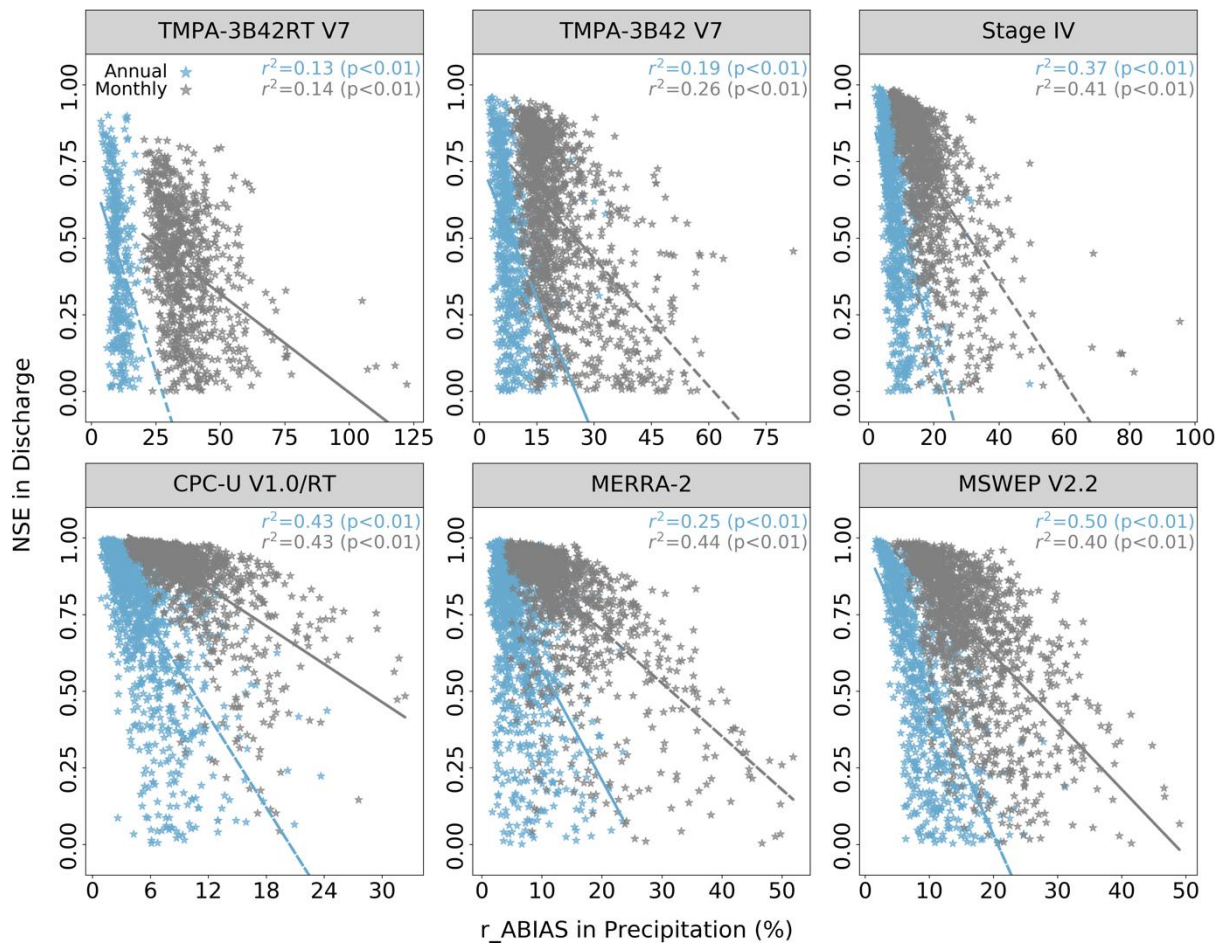 TMPA-3B42RT V7
TMPA-3B42 V7
Stage IV
Annual
Monthly
r²=0.13 (p<0.01)
r²=0.14 (p<0.01)
r²=0.19 (p<0.01)
r²=0.26 (p<0.01)
r²=0.37 (p<0.01)
r²=0.41 (p<0.01)
1.00
0.75
0.50
0.25
0.00
1.00
0.75
0.50
0.25
0.00
1.00
0.75
0.50
0.25
0.00
0 25 50 75 100 125
0 15 30 45 60 75
0 20 40 60 80 100
NSE in Discharge
CPC-U V1.0/RT
MERRA-2
MSWEP V2.2
r²=0.43 (p<0.01)
r²=0.43 (p<0.01)
r²=0.25 (p<0.01)
r²=0.44 (p<0.01)
r²=0.50 (p<0.01)
r²=0.40 (p<0.01)
1.00
0.75
0.50
0.25
0.00
1.00
0.75
0.50
0.25
0.00
1.00
0.75
0.50
0.25
0.00
0 6 12 18 24 30
0 10 20 30 40 50
0 10 20 30 40 50
r_ABIAS in Precipitation (%)